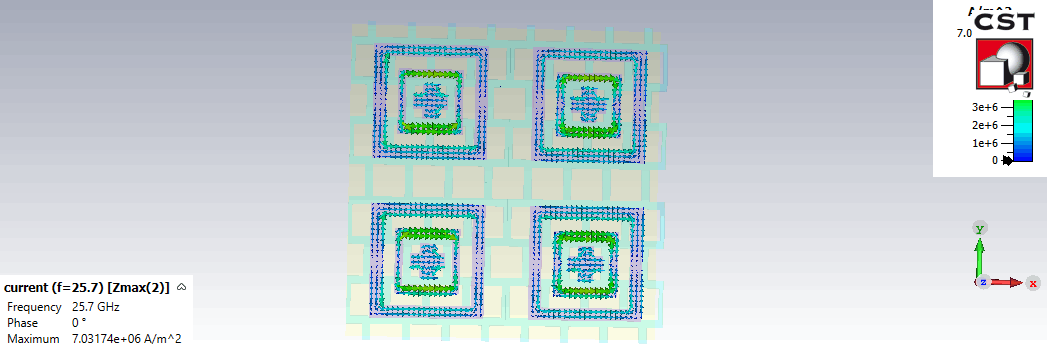 A/m^2
CST
7.0
3e+6
2e+6
1e+6
0
Y
z
x
current (f=25.7) [Zmax(2)]
Frequency 25.7 GHz
Phase 0 °
Maximum 7.03174e+06 A/m^2